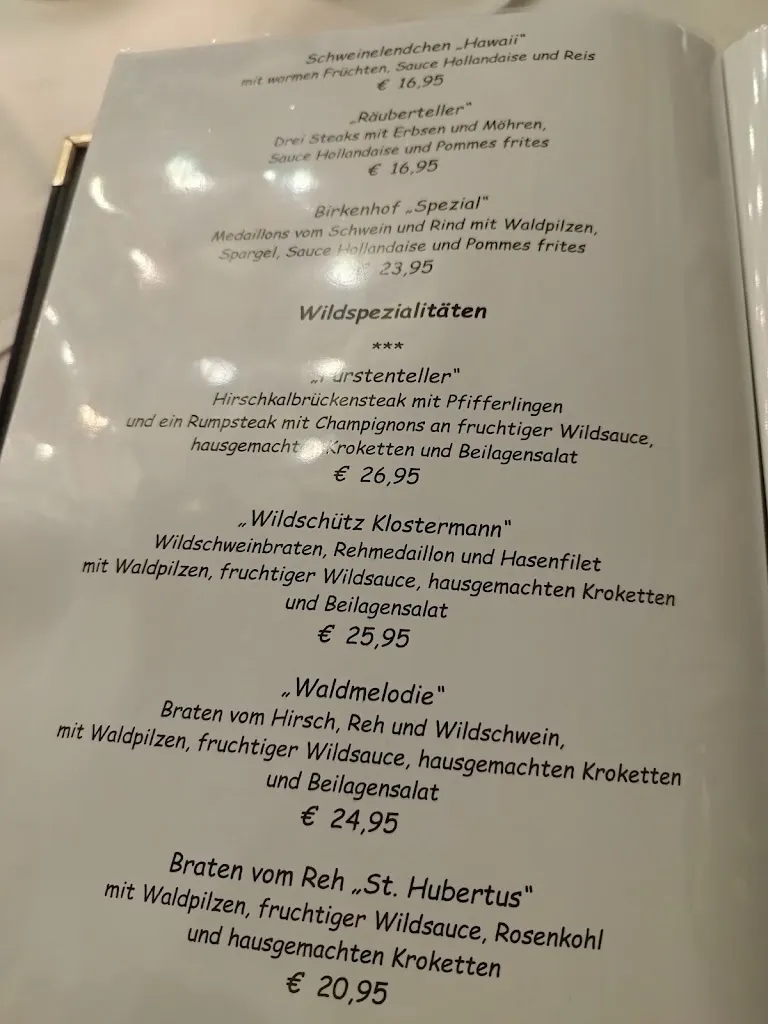 Schweinelendchen „Hawaii"
mit warmen Früchten, Sauce Hollandaise und Reis
€ 16,95
„Räuberteller"
Drei Steaks mit Erbsen und Möhren,
Sauce Hollandaise und Pommes frites
€ 16,95
Birkenhof „Spezial"
Medaillons vom Schwein und Rind mit Waldpilzen,
Spargel, Sauce Hollandaise und Pommes frites
€ 23,95
Wildspezialitäten
***
„Fürstenteller"
Hirschkalbrückensteak mit Pfifferlingen
und ein Rumpsteak mit Champignons an fruchtiger Wildsauce,
hausgemachten Kroketten und Beilagensalat
€ 26,95
„Wildschütz Klostermann"
Wildschweinbraten, Rehmedaillon und Hasenfilet
mit Waldpilzen, fruchtiger Wildsauce, hausgemachten Kroketten
und Beilagensalat
€ 25,95
„Waldmelodie"
Braten vom Hirsch, Reh und Wildschwein,
mit Waldpilzen, fruchtiger Wildsauce, hausgemachten Kroketten
und Beilagensalat
€ 24,95
Braten vom Reh „St. Hubertus"
mit Waldpilzen, fruchtiger Wildsauce, Rosenkohl
und hausgemachten Kroketten
€ 20,95